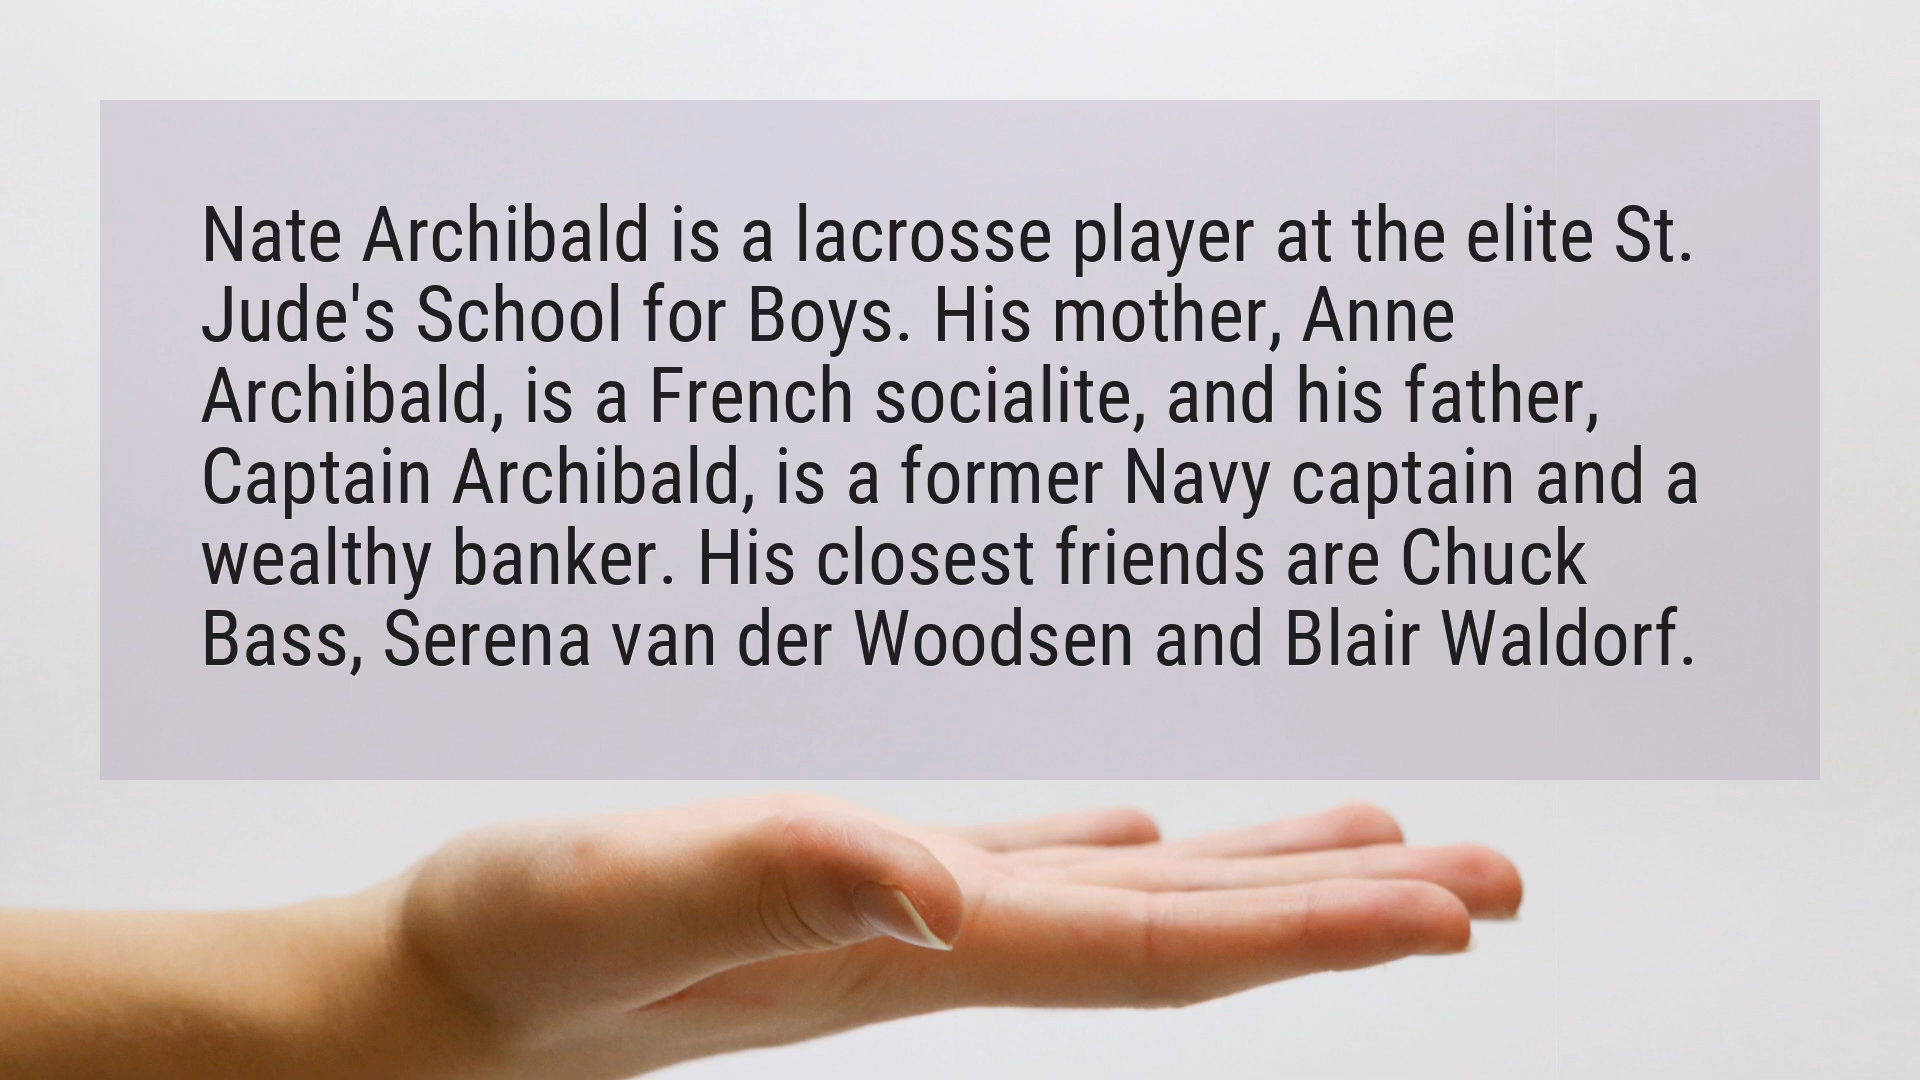 Nate Archibald is a lacrosse player at the elite St.
Jude's School for Boys. His mother, Anne
Archibald, is a French socialite, and his father,
Captain Archibald, is a former Navy captain and a
wealthy banker. His closest friends are Chuck
Bass, Serena van der Woodsen and Blair Waldorf.